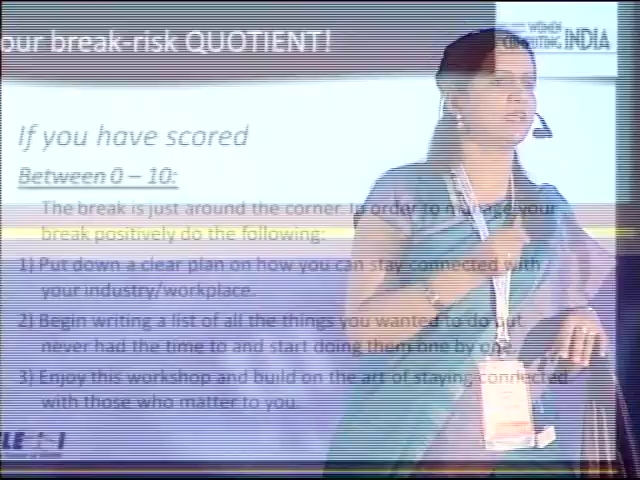 our break-risk QUOTIENT!
WOMEN
COMPUTING INDIA
If you have scored
Between 0 – 10:
The break is just around the corner. In order to manage your
break positively do the following:
1) Put down a clear plan on how you can stay connected with
your industry/workplace.
2) Begin writing a list of all the things you wanted to do but
never had the time to and start doing them one by one.
3) Enjoy this workshop and build on the art of staying connected
with those who matter to you.